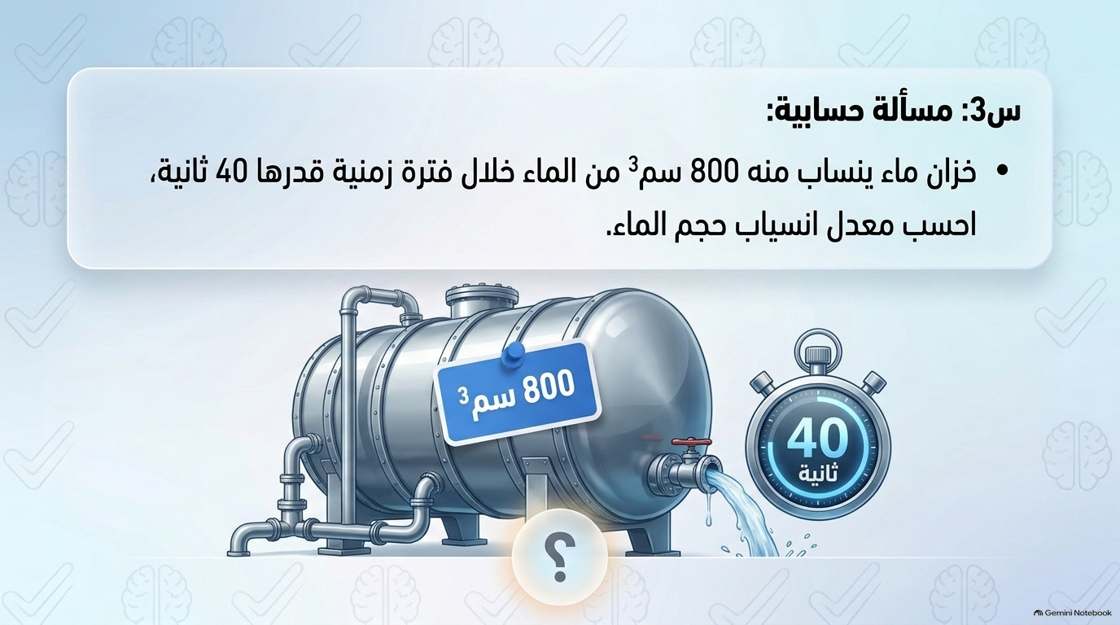 س3: مسألة حسابية:
• خزان ماء ينساب منه 800 سم³ من الماء خلال فترة زمنية قدرها 40 ثانية،
احسب معدل انسياب حجم الماء.
800 سم³
40
ثانية
؟
Gemini Notebook